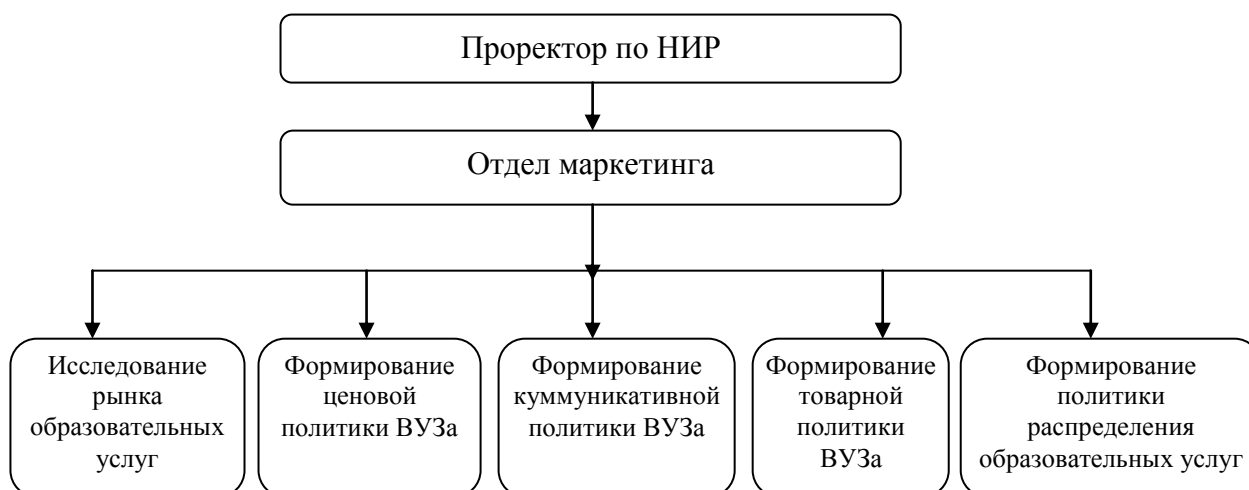 Проректор по НИР
Отдел маркетинга
Исследование
рынка
образовательных
услуг
Формирование
ценовой
политики ВУЗа
Формирование
куммуникативной
политики ВУЗа
Формирование
товарной
политики
ВУЗа
Формирование
политики
распределения
образовательных услуг